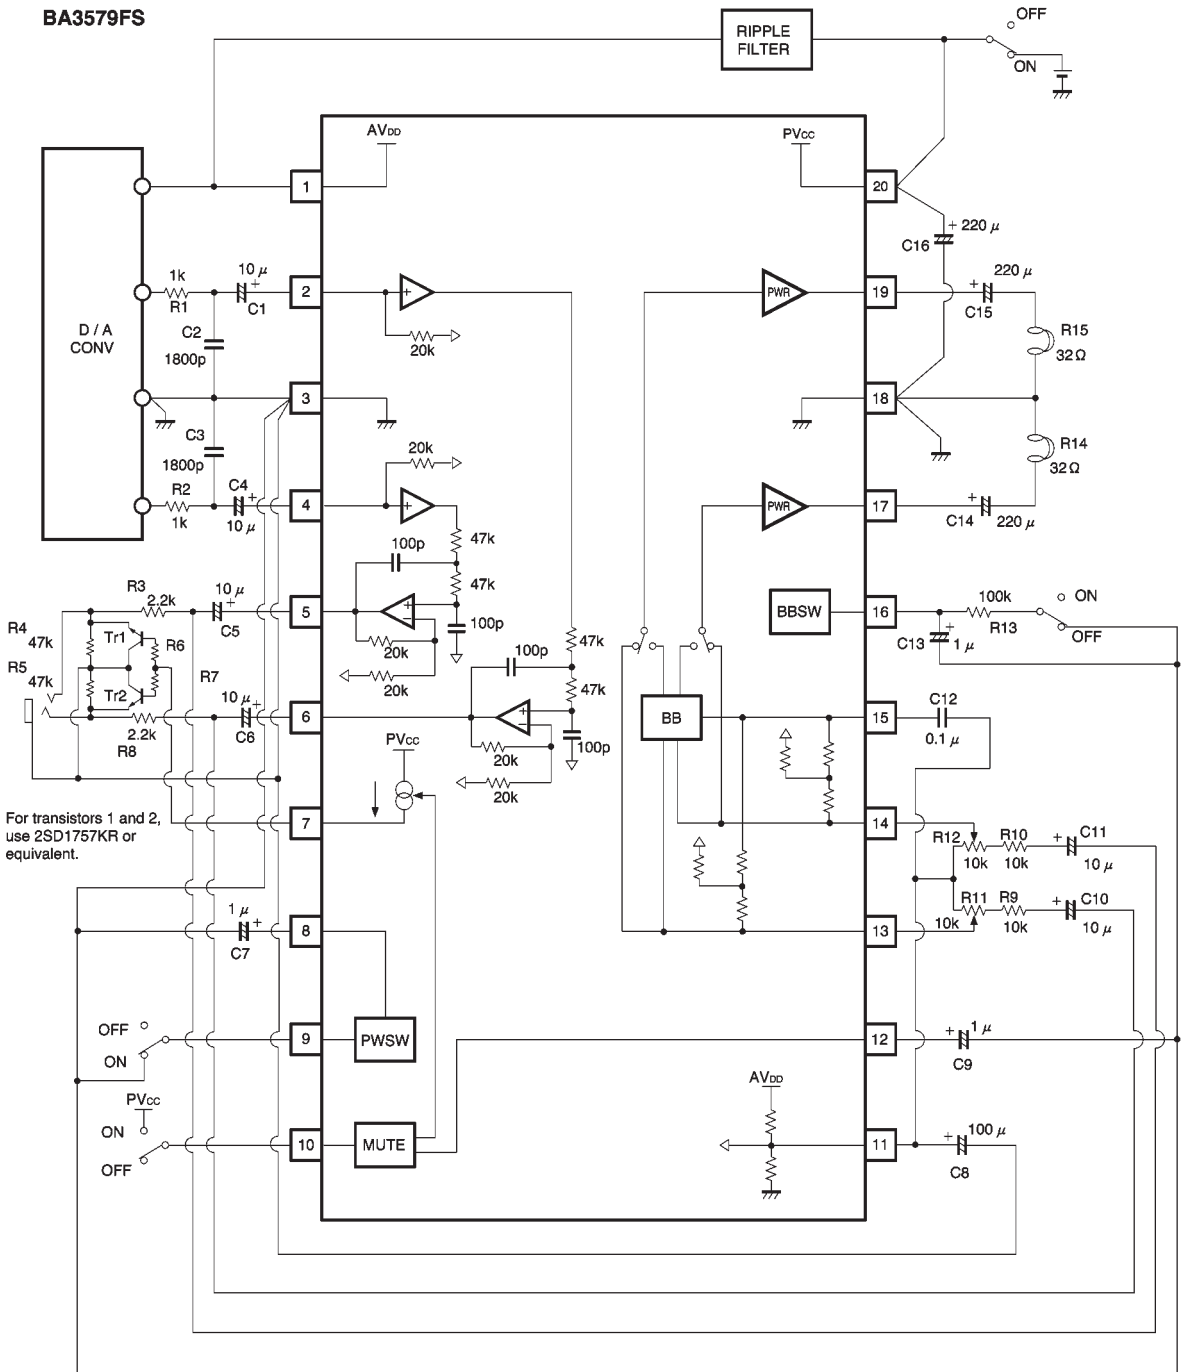 BA3579FS
RIPPLE
FILTER
OFF
ON
AVDD
PVCC
D / A
CONV
1
20
1k
R1
10 μ
+
C1
2
+
20k
C2
1800p
+ 220 μ
C16
PWR
19
+
220 μ
C15
R15
32Ω
3
18
C3
1800p
R2
1k
C4
+
10 μ
4
20k
+
47k
100p
47k
PWR
17
+
C14
220 μ
R14
32Ω
R3
2.2k
10 μ
+
C5
5
+
−
100p
20k
20k
BBSW
16
100k
R13
ON
OFF
C13
+
1 μ
R4
47k
Tr1
R6
R5
47k
Tr2
R7
2.2k
R8
10 μ
+
C6
6
47k
100p
47k
+
−
100p
20k
20k
BB
15
C12
0.1 μ
PVCC
7
14
For transistors 1 and 2,
use 2SD1757KR or
equivalent.
R12
10k
R10
10k
+
C11
10 μ
R11
10k
R9
10k
+
C10
10 μ
1 μ
+
C7
8
13
OFF
ON
9
PWSW
12
+
1 μ
C9
PVCC
ON
OFF
10
MUTE
AVDD
11
+
100 μ
C8